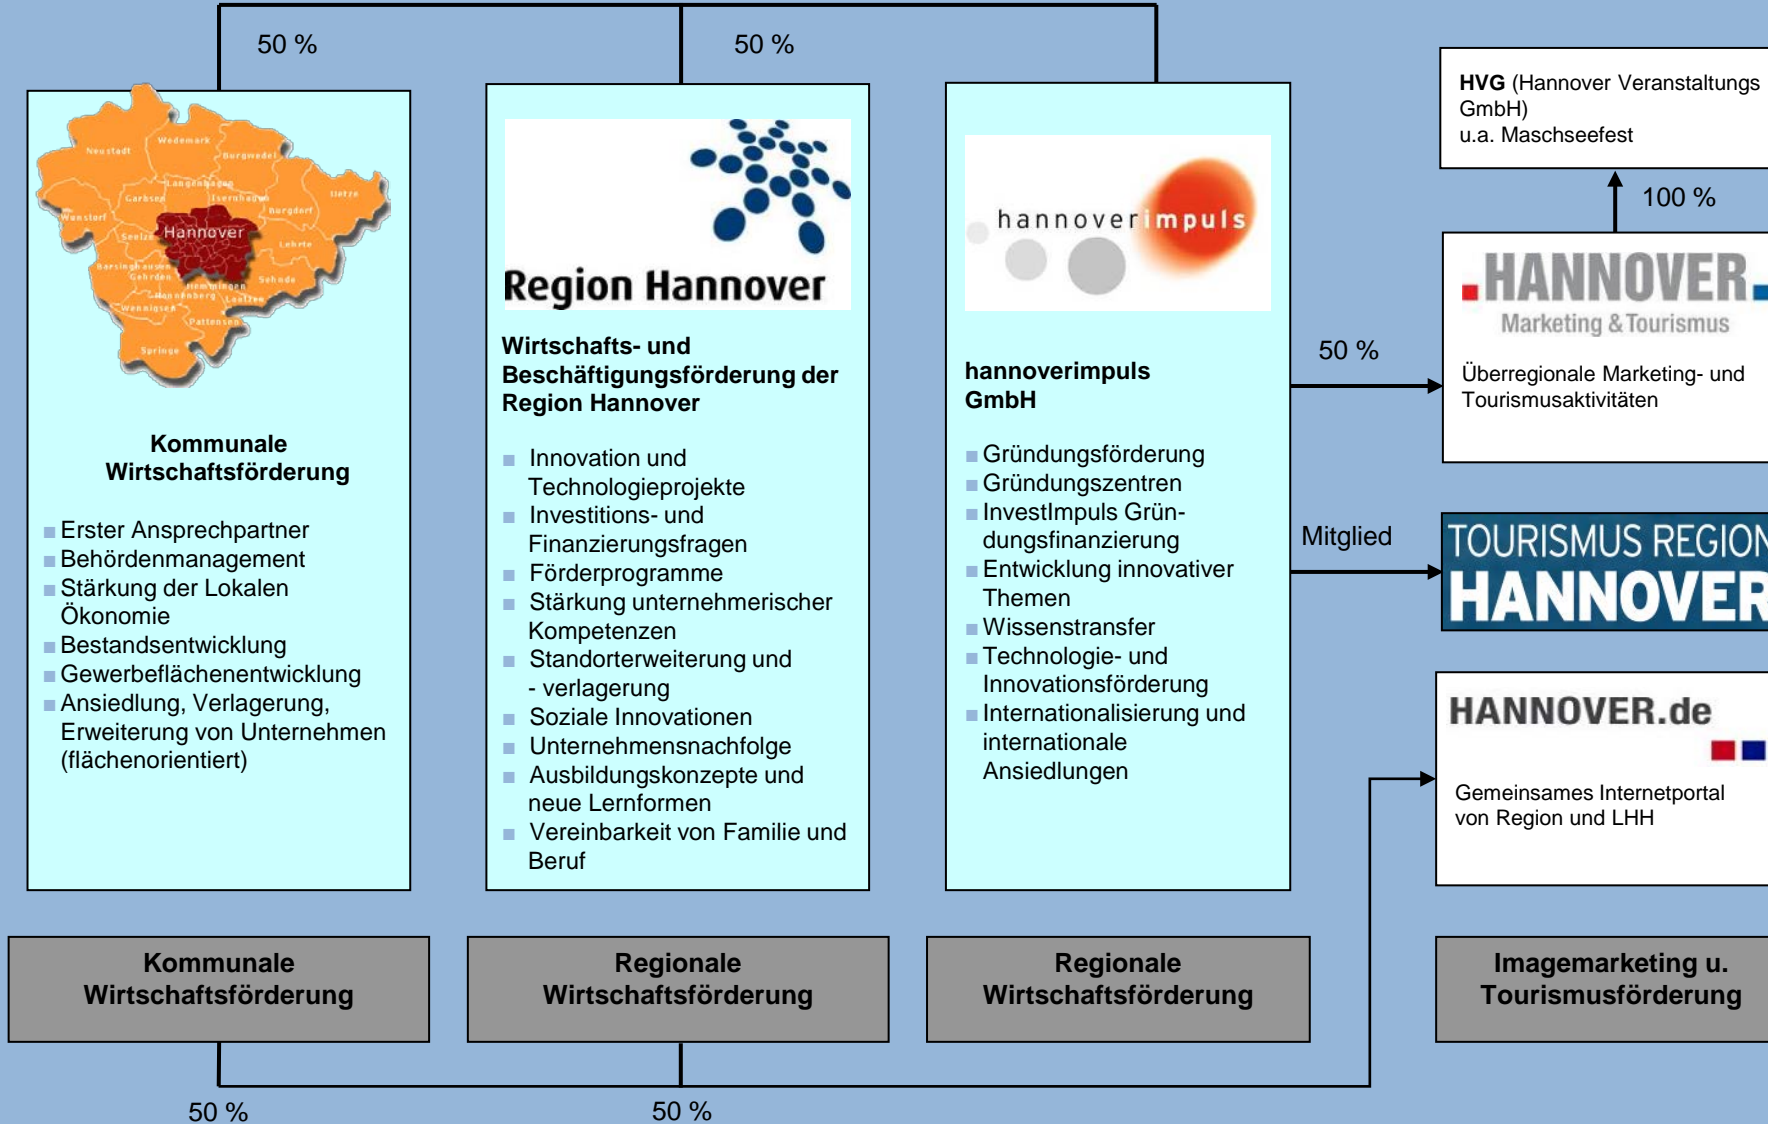 50 %
50 %
Neustadt
Wedemark
Burgwedel
Langenhagen
Garbsen
Isernhagen
Uetze
Wunstorf
Burgdorf
Seelze
Hannover
Lehrte
Barsinghausen
Gehrden
Sehnde
Hemmingen
Ronnenberg
Laatzen
Wennigsen
Pattensen
Springe
Kommunale
Wirtschaftsförderung
Erster Ansprechpartner
Behördenmanagement
Stärkung der Lokalen
Ökonomie
Bestandsentwicklung
Gewerbeflächenentwicklung
Ansiedlung, Verlagerung,
Erweiterung von Unternehmen
(flächenorientiert)
Region Hannover
Wirtschafts- und
Beschäftigungsförderung der
Region Hannover
Innovation und
Technologieprojekte
Investitions- und
Finanzierungsfragen
Förderprogramme
Stärkung unternehmerischer
Kompetenzen
Standorterweiterung und
- verlagerung
Soziale Innovationen
Unternehmensnachfolge
Ausbildungskonzepte und
neue Lernformen
Vereinbarkeit von Familie und
Beruf
hannoverimpuls
hannoverimpuls
GmbH
Gründungsförderung
Gründungszentren
InvestImpuls Grün-
dungsfinanzierung
Entwicklung innovativer
Themen
Wissenstransfer
Technologie- und
Innovationsförderung
Internationalisierung und
internationale
Ansiedlungen
50 %
Mitglied
HVG (Hannover Veranstaltungs
GmbH)
u.a. Maschseefest
100 %
HANNOVER
Marketing & Tourismus
Überregionale Marketing- und
Tourismusaktivitäten
TOURISMUS REGION
HANNOVER
HANNOVER.de
Gemeinsames Internetportal
von Region und LHH
Kommunale
Wirtschaftsförderung
Regionale
Wirtschaftsförderung
Regionale
Wirtschaftsförderung
Imagemarketing u.
Tourismusförderung
50 %
50 %